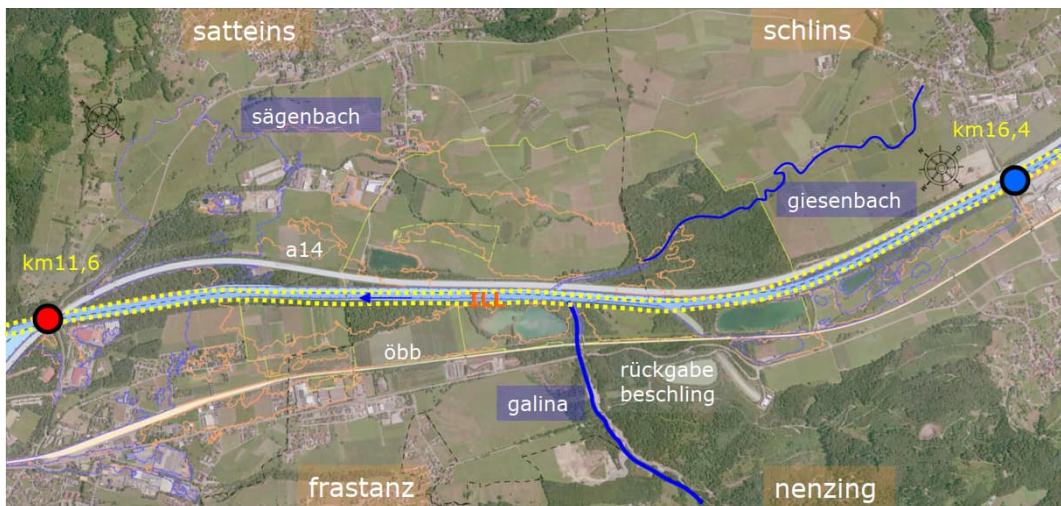 satteins
schlins
sägenbach
km16,4
giesenbach
a14
km11,6
ILL
öbb
rückgabe
beschling
galina
frastanz
nenzing